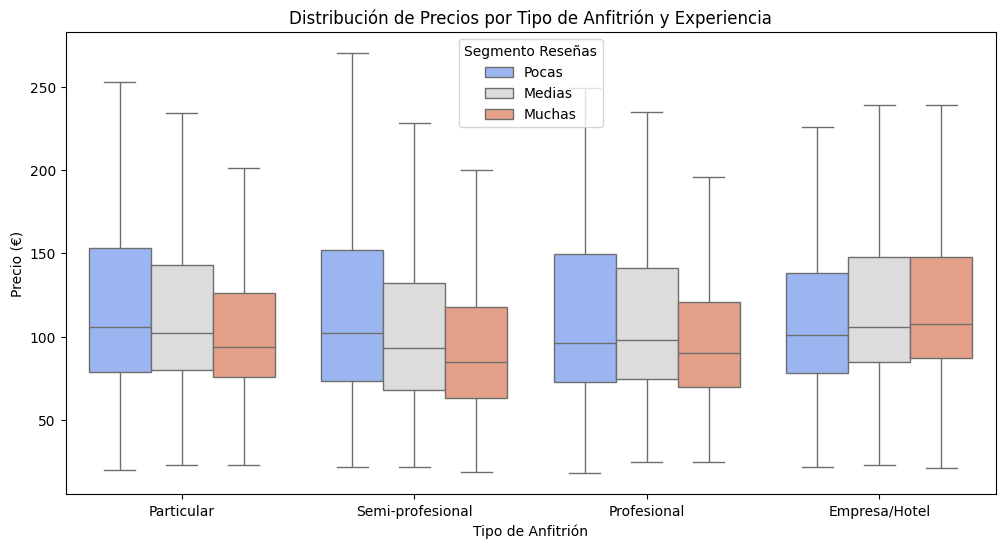 Distribución de Precios por Tipo de Anfitrión y Experiencia
Segmento Reseñas
Pocas
Medias
Muchas
Precio (€)
250
200
150
100
50
Particular
Semi-profesional
Profesional
Empresa/Hotel
Tipo de Anfitrión